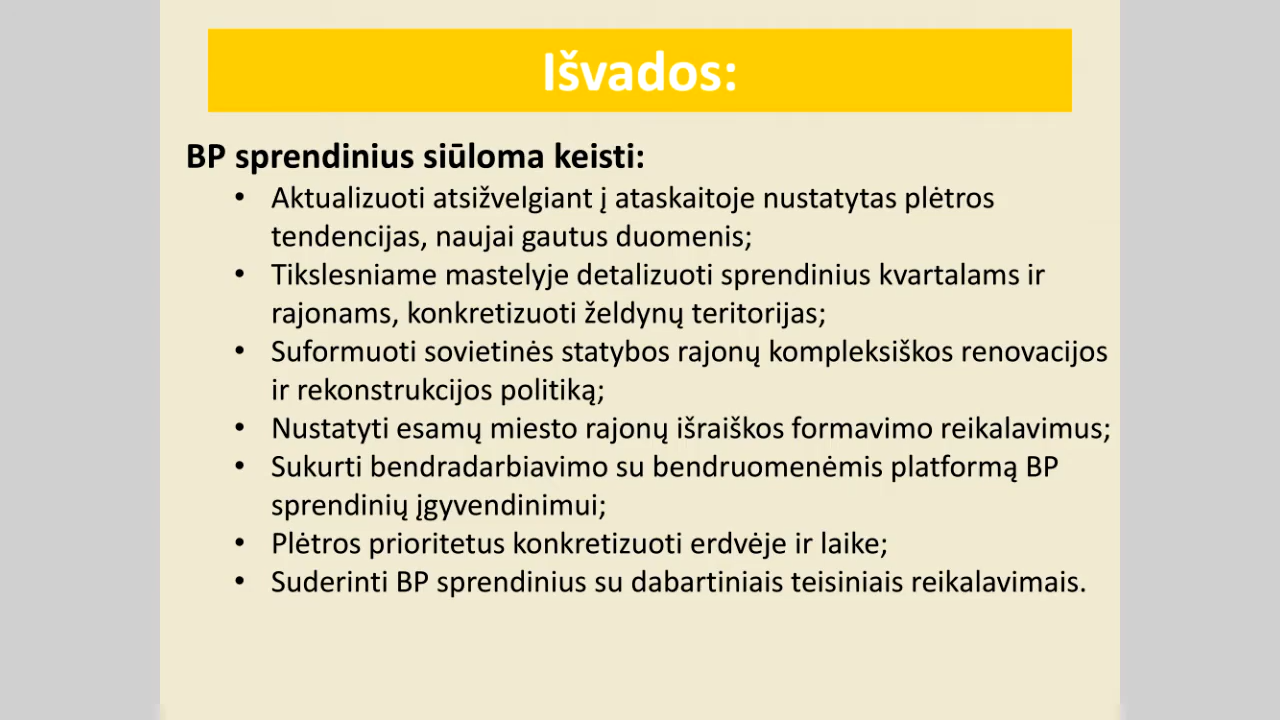 Išvados:
BP sprendinius siūloma keisti:
• Aktualizuoti atsižvelgiant į ataskaitoje nustatytas plėtros
tendencijas, naujai gautus duomenis;
• Tikslesniame mastelyje detalizuoti sprendinius kvartalams ir
rajonams, konkretizuoti želdynų teritorijas;
• Suformuoti sovietinės statybos rajonų kompleksiškos renovacijos
ir rekonstrukcijos politiką;
• Nustatyti esamų miesto rajonų išraiškos formavimo reikalavimus;
• Sukurti bendradarbiavimo su bendruomenėmis platformą BP
sprendinių įgyvendinimui;
• Plėtros prioritetus konkretizuoti erdvėje ir laike;
• Suderinti BP sprendinius su dabartiniais teisiniais reikalavimais.